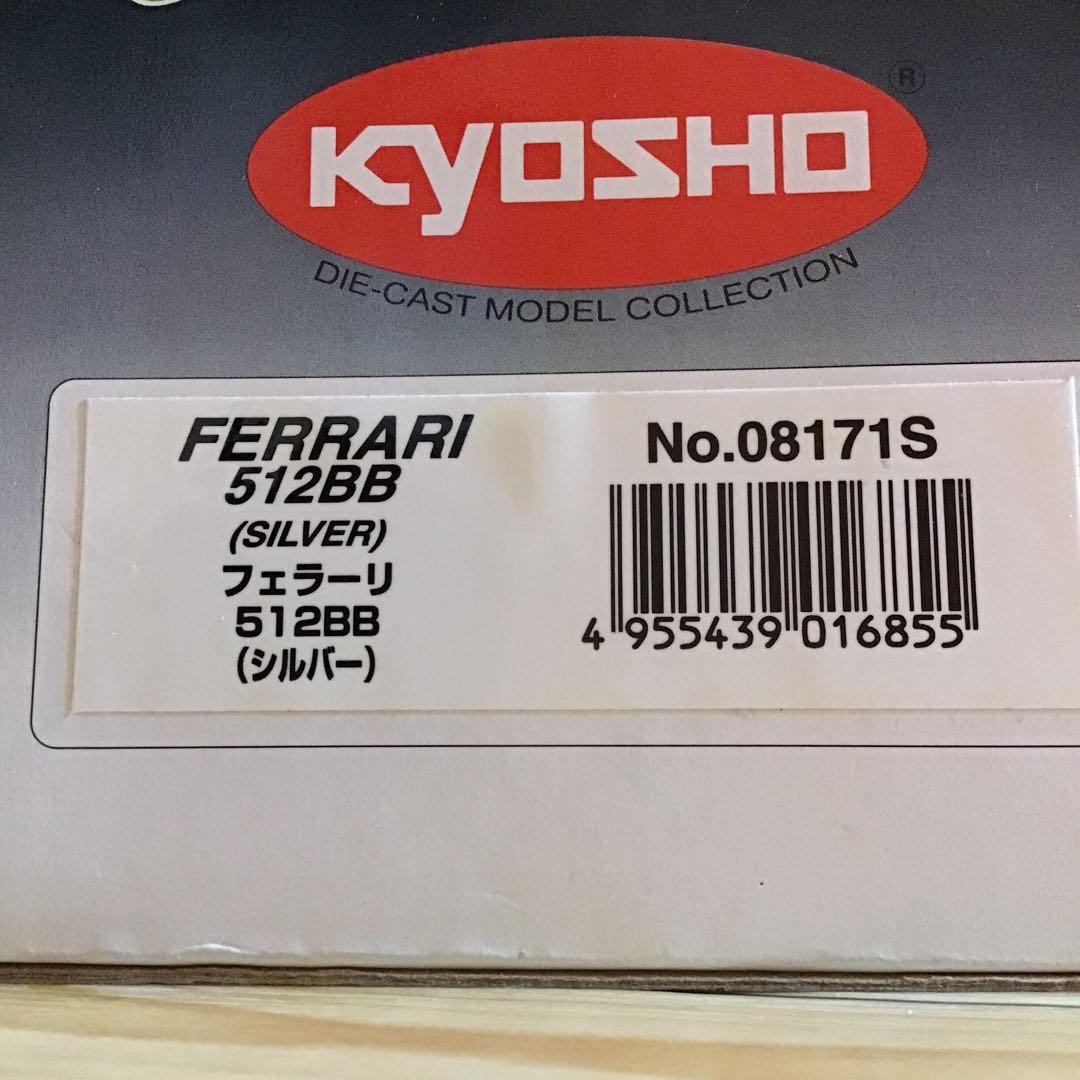 KYOSHO ®
DIE-CAST MODEL COLLECTION
FERRARI
512BB
(SILVER)
フェラーリ
512BB
(シルバー)
No.08171S
4 955439 016855